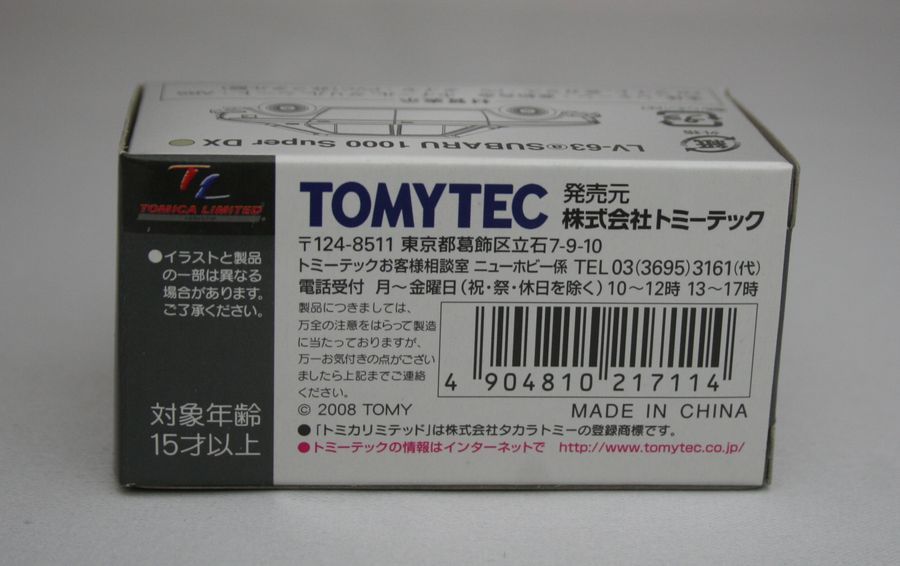 LV-63ⓐSUBARU 1000 Super DX
紙
外箱
TOMICA LIMITED
●イラストと製品
の一部は異なる
場合があります。
ご了承ください。
対象年齢
15才以上
TOMYTEC
発売元
株式会社トミーテック
〒124-8511 東京都葛飾区立石7-9-10
トミーテックお客様相談室 ニューホビー係 TEL 03(3695)3161(代)
電話受付 月～金曜日(祝・祭・休日を除く)10～12時 13～17時
製品につきましては、
万全の注意をはらって製造
に当たっておりますが、
万一お気付きの点がござい
ましたら上記までご連絡
ください。
4 904810 217114
© 2008 TOMY
MADE IN CHINA
●「トミカリミテッド」は株式会社タカラトミーの登録商標です。
●トミーテックの情報はインターネットで http://www.tomytec.co.jp/